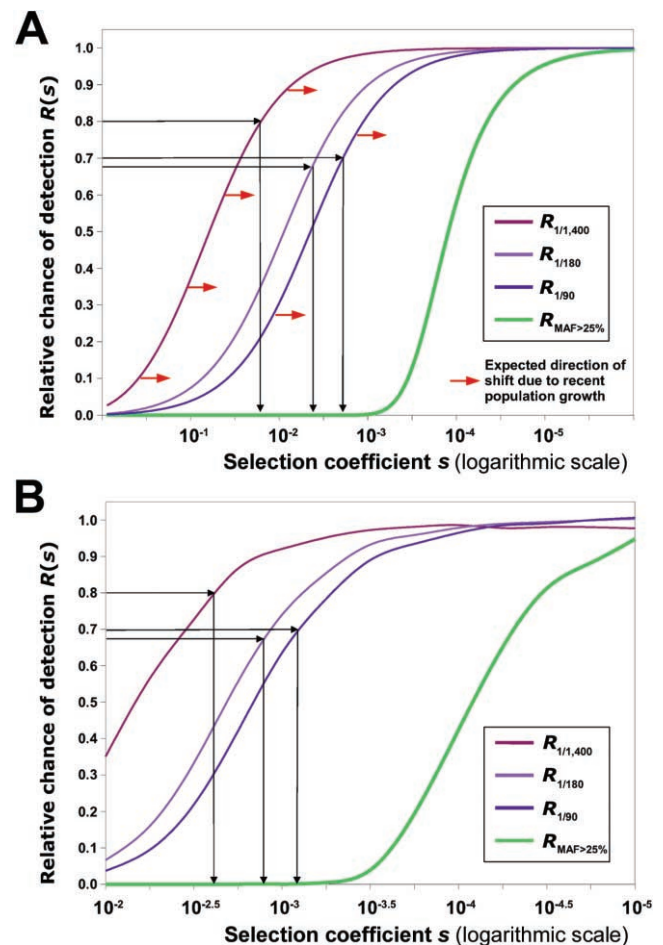 A
Relative chance of detection R(s)
1.0
0.9
0.8
0.7
0.6
0.5
0.4
0.3
0.2
0.1
0.0
R1/1,400
R1/180
R1/90
RMAF>25%
Expected direction of
shift due to recent
population growth
10-1
10-2
10-3
10-4
10-5
Selection coefficient s (logarithmic scale)
B
Relative chance of detection R(s)
1.0
0.9
0.8
0.7
0.6
0.5
0.4
0.3
0.2
0.1
0.0
R1/1,400
R1/180
R1/90
RMAF>25%
10-2
10-2.5
10-3
10-3.5
10-4
10-4.5
10-5
Selection coefficient s (logarithmic scale)